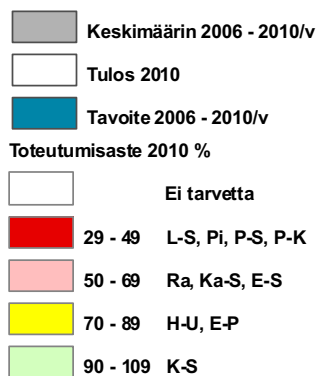 Keskimäärin 2006 - 2010/v
Tulos 2010
Tavoite 2006 - 2010/v
Toteutumisaste 2010 %
Ei tarvetta
29 - 49 L-S, Pi, P-S, P-K
50 - 69 Ra, Ka-S, E-S
70 - 89 H-U, E-P
90 - 109 K-S